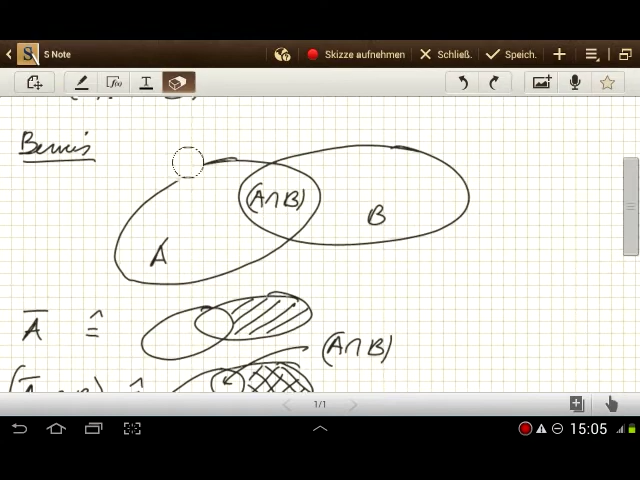 S Note
Skizze aufnehmen
Schließ.
Speich.
f(x)
T
Beweis
(A∩B)
B
A
A̅ ≙
(A∩B)
1/1
15:05